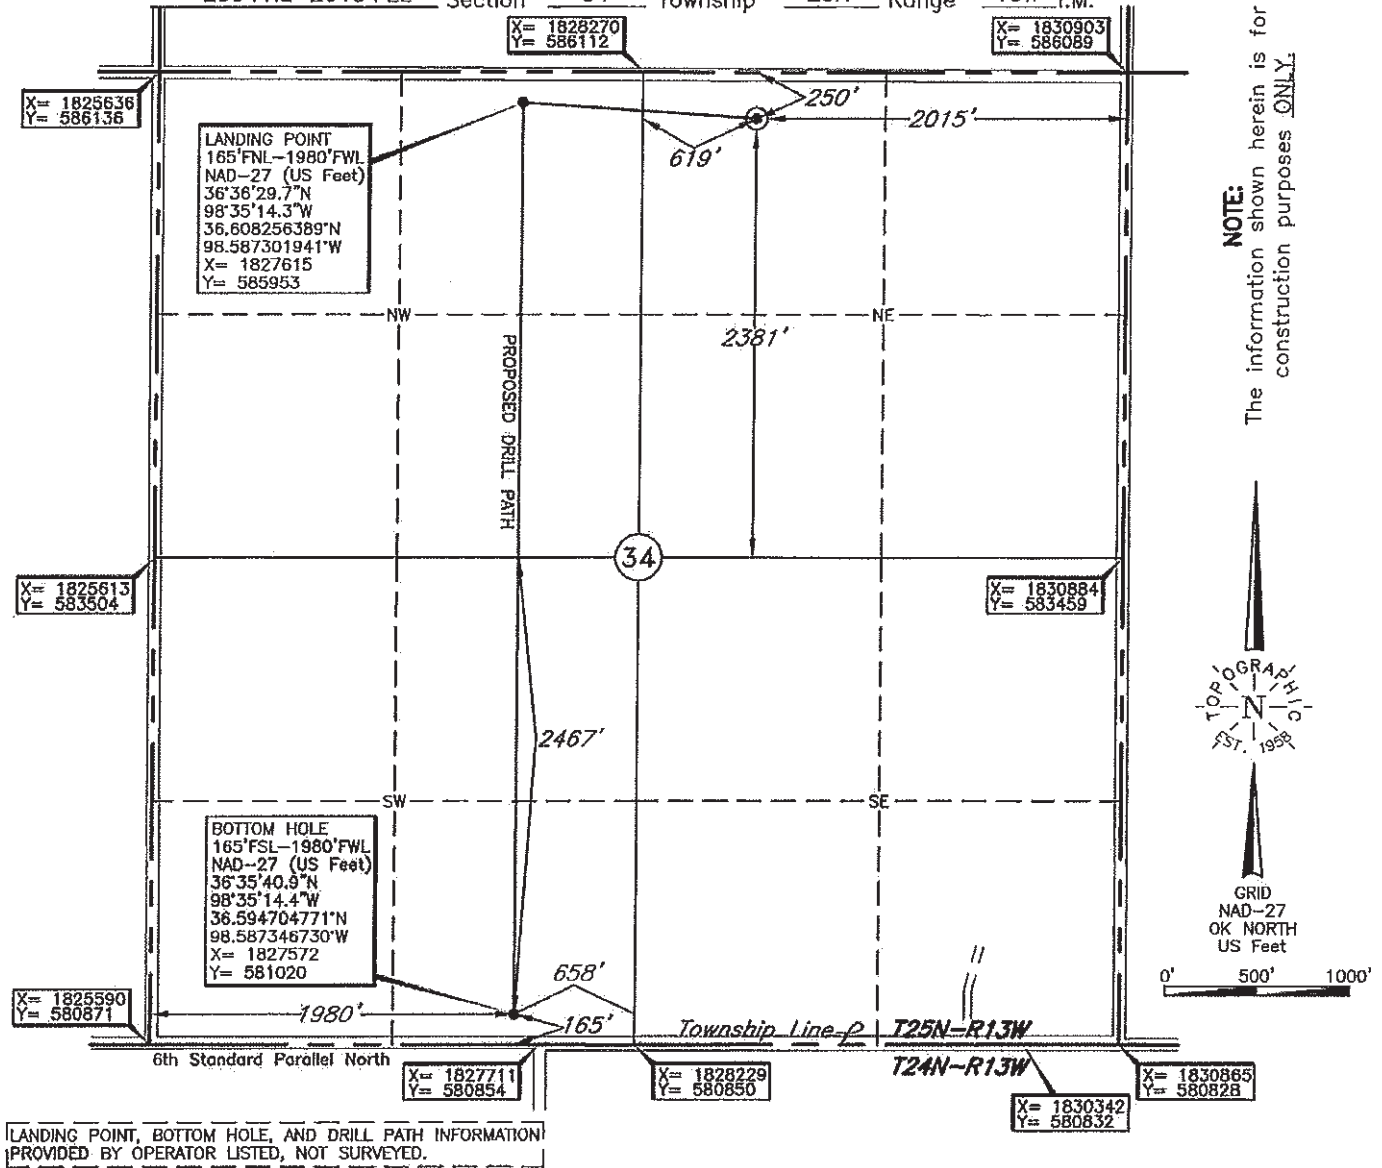 Section
Township
Range
X= 1828270
Y= 586112
X= 1830903
Y= 586089
X= 1825636
Y= 586136
LANDING POINT
165'FNL-1980'FWL
NAD-27 (US Feet)
36°36'29.7"N
98°35'14.3"W
36.608256389°N
98.587301941°W
X= 1827615
Y= 585953
250'
2015'
619'
NW
NE
2381'
PROPOSED DRILL PATH
34
X= 1825613
Y= 583504
X= 1830884
Y= 583459
2467'
SW
SE
BOTTOM HOLE
165'FSL-1980'FWL
NAD-27 (US Feet)
36°35'40.9"N
98°35'14.4"W
36.594704771°N
98.587346730°W
X= 1827572
Y= 581020
658'
X= 1825590
Y= 580871
1980'
165'
Township Line
T25N-R13W
6th Standard Parallel North
T24N-R13W
X= 1827711
Y= 580854
X= 1828229
Y= 580850
X= 1830865
Y= 580828
X= 1830342
Y= 580832
LANDING POINT, BOTTOM HOLE, AND DRILL PATH INFORMATION
PROVIDED BY OPERATOR LISTED, NOT SURVEYED.
NOTE:
The information shown herein is for
construction purposes ONLY.
TOPOGRAPHIC
N
EST. 1958
GRID
NAD-27
OK NORTH
US Feet
0' 500' 1000'